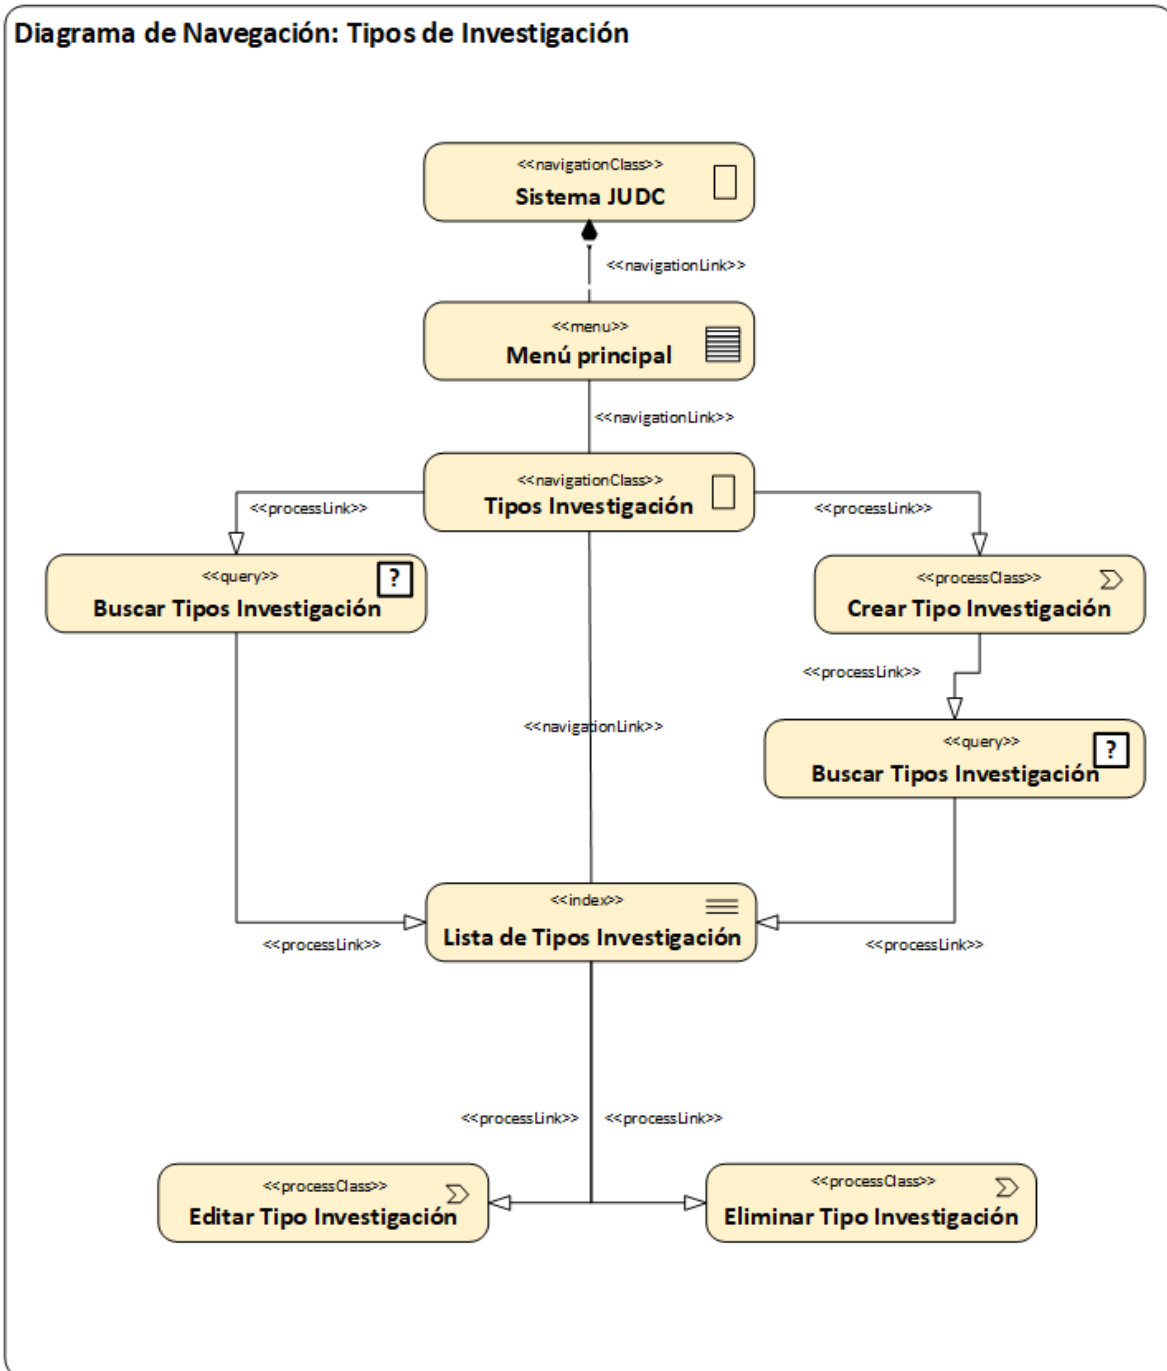 Diagrama de Navegación: Tipos de Investigación
<<navigationClass>>
Sistema JUDC
<<navigationLink>>
<<menu>>
Menú principal
<<navigationLink>>
<<navigationClass>>
Tipos Investigación
<<processLink>>
<<processLink>>
<<query>>
?
Buscar Tipos Investigación
<<processClass>>
Crear Tipo Investigación
<<processLink>>
<<navigationLink>>
<<query>>
?
Buscar Tipos Investigación
<<index>>
Lista de Tipos Investigación
<<processLink>>
<<processLink>>
<<processLink>>
<<processLink>>
<<processClass>>
Editar Tipo Investigación
<<processClass>>
Eliminar Tipo Investigación